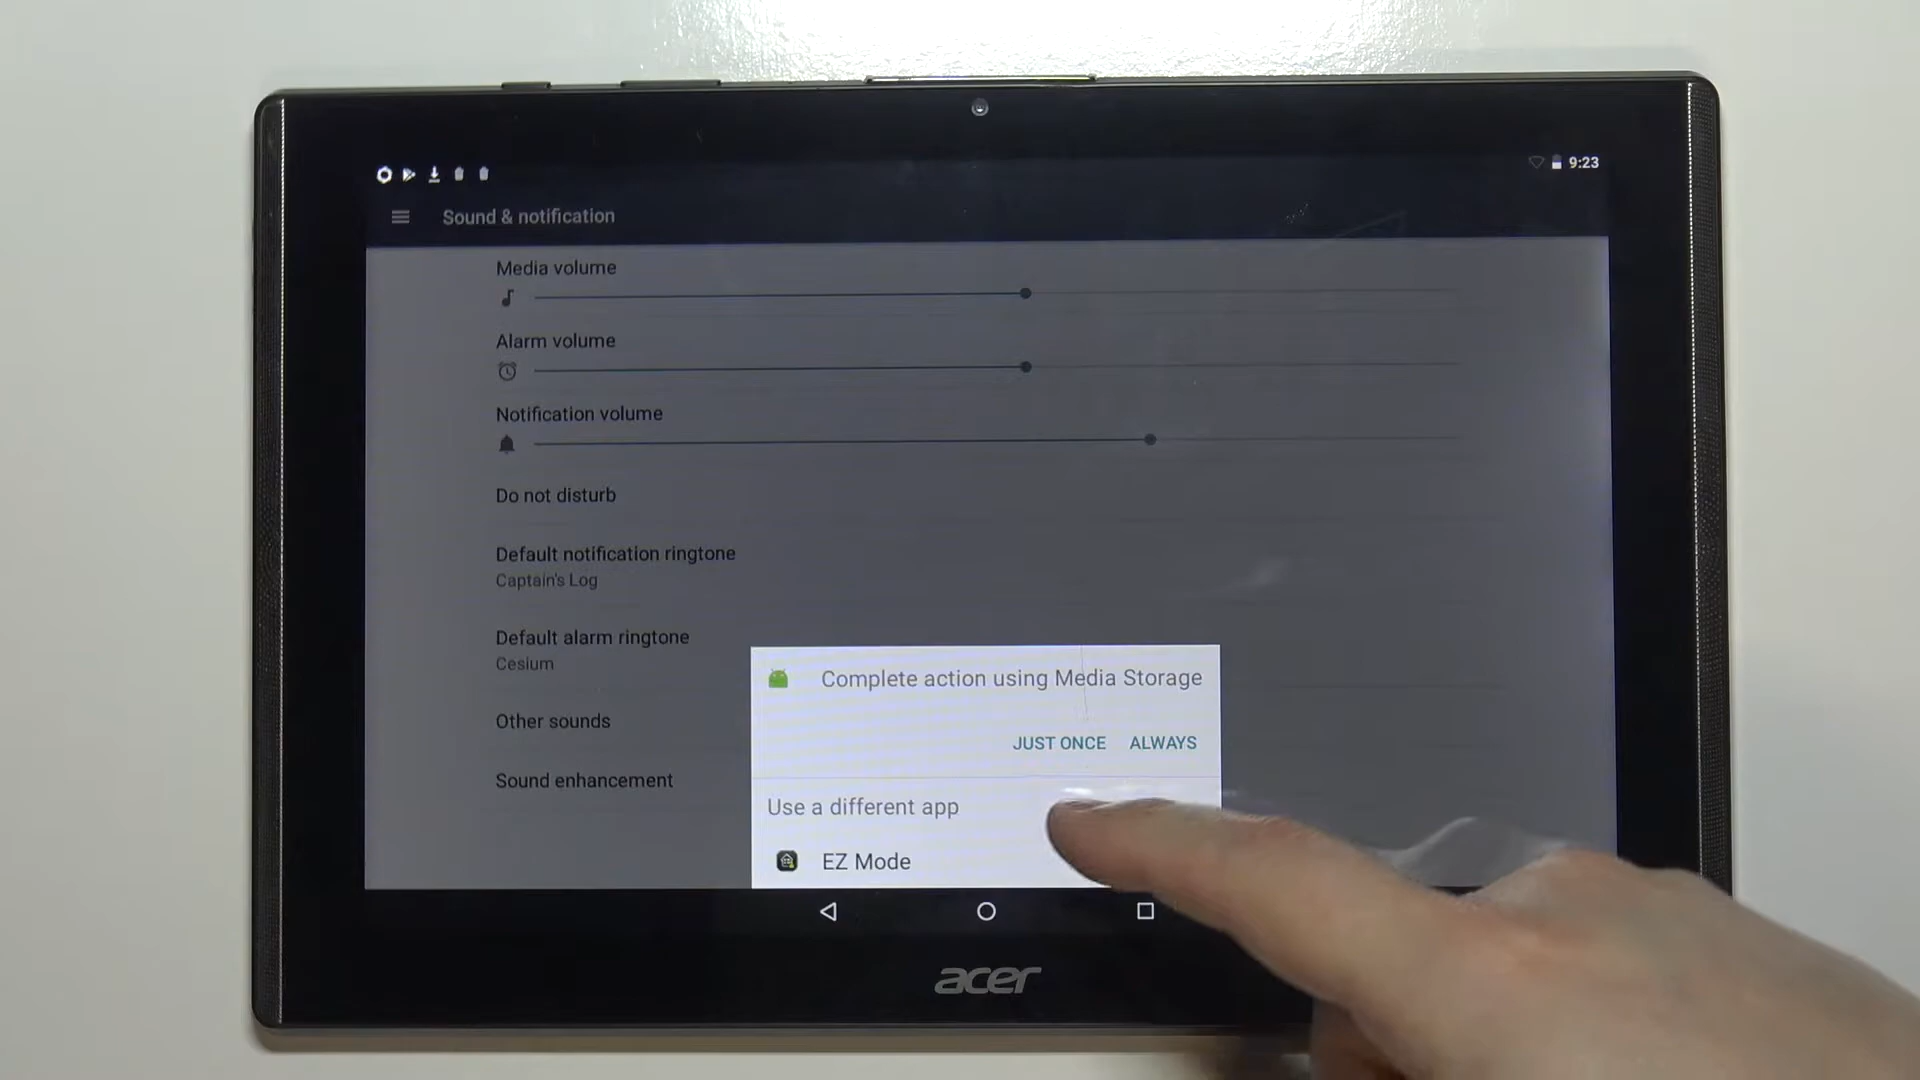 9:23
Sound & notification
Media volume
Alarm volume
Notification volume
Do not disturb
Default notification ringtone
Captain's Log
Default alarm ringtone
Cesium
Other sounds
Sound enhancement
Complete action using Media Storage
JUST ONCE ALWAYS
Use a different app
EZ Mode
acer